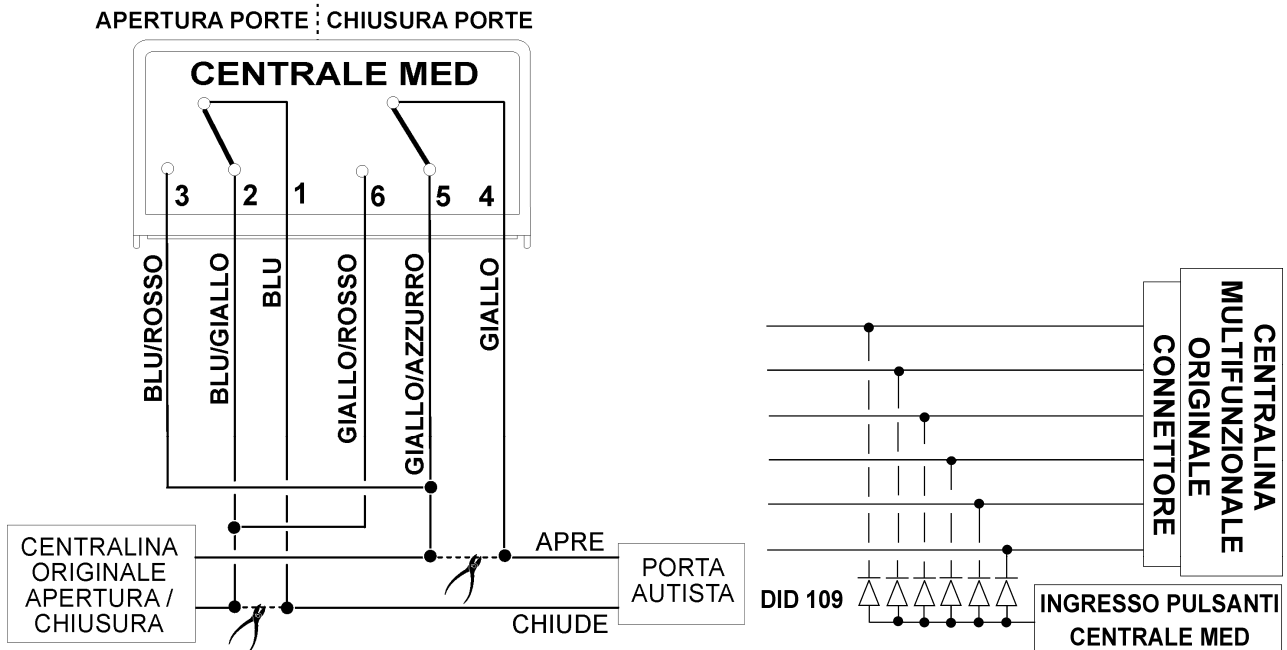 APERTURA PORTE CHIUSURA PORTE
CENTRALE MED
3 2 1 6 5 4
BLU/ROSSO
BLU/GIALLO
BLU
GIALLO/ROSSO
GIALLO/AZZURRO
GIALLO
CENTRALINA
ORIGINALE
APERTURA /
CHIUSURA
APRE
CHIUDE
PORTA
AUTISTA
CONNETTORE
CENTRALINA
MULTIFUNZIONALE
ORIGINALE
DID 109
INGRESSO PULSANTI
CENTRALE MED